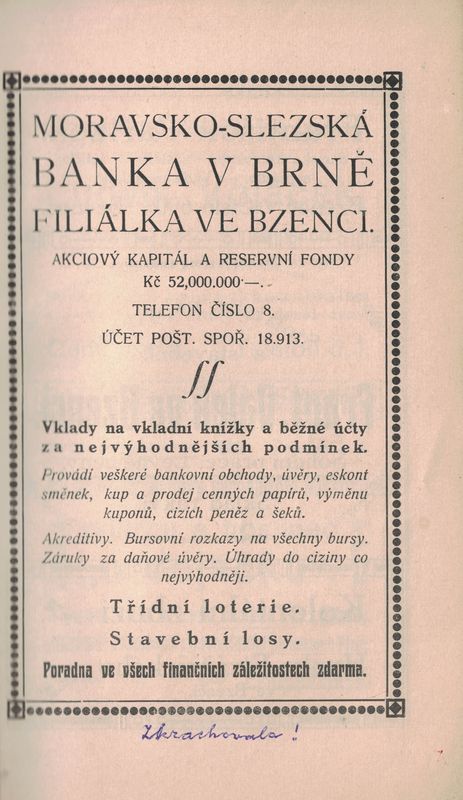 MORAVSKO-SLEZSKÁ
BANKA V BRNĚ
FILIÁLKA VE BZENCI.
AKCIOVÝ KAPITÁL A RESERVNÍ FONDY
Kč 52,000.000·—.
TELEFON ČÍSLO 8.
ÚČET POŠT. SPOŘ. 18.913.
Vklady na vkladní knížky a běžné účty
za nejvýhodnějších podmínek.
Provádí veškeré bankovní obchody, úvěry, eskont
směnek, kup a prodej cenných papírů, výměnu
kuponů, cizích peněz a šeků.
Akreditivy. Bursovní rozkazy na všechny bursy.
Záruky za daňové úvěry. Úhrady do ciziny co
nejvýhodněji.
Třídní loterie.
Stavební losy.
Poradna ve všech finančních záležitostech zdarma.
Zkrachovala!